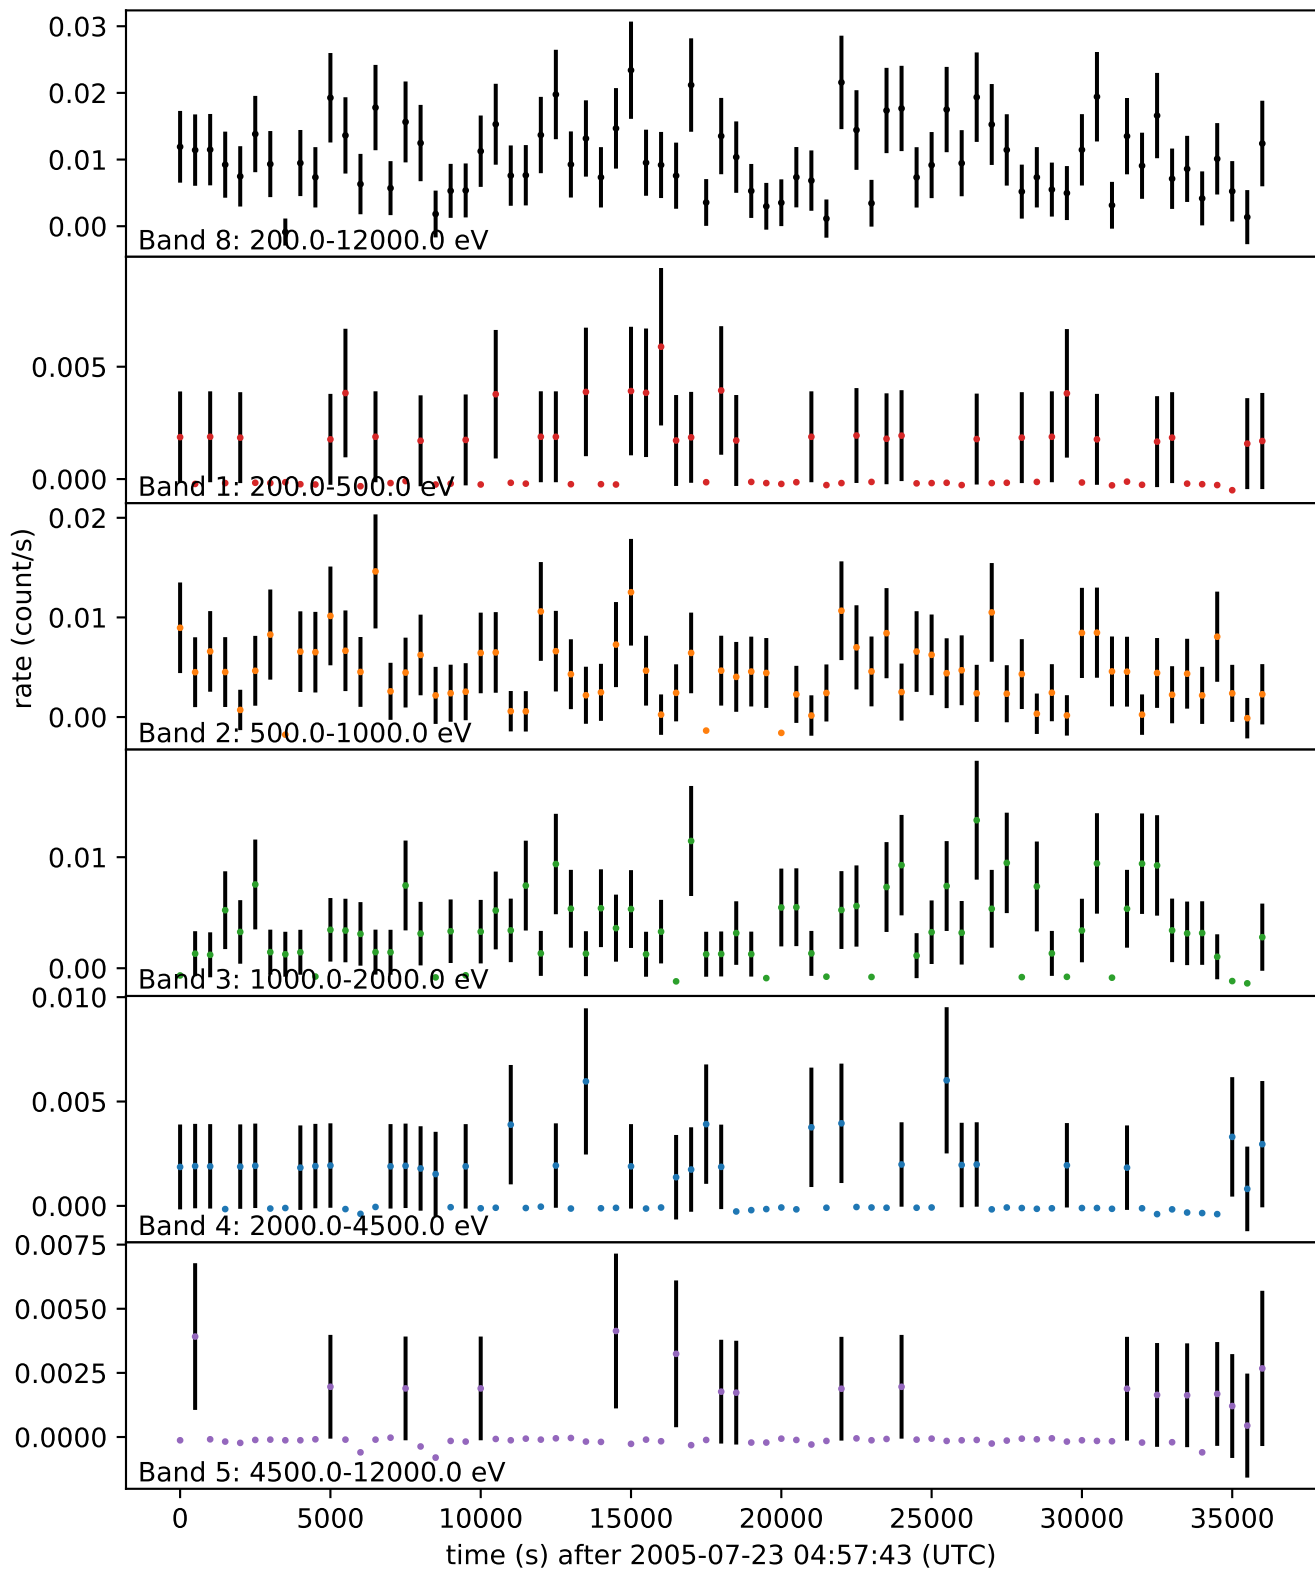 0.03
0.02
0.01
0.00
Band 8: 200.0-12000.0 eV
0.005
0.000
Band 1: 200.0-500.0 eV
0.02
0.01
0.00
Band 2: 500.0-1000.0 eV
rate (count/s)
0.01
0.00
Band 3: 1000.0-2000.0 eV
0.010
0.005
0.000
Band 4: 2000.0-4500.0 eV
0.0075
0.0050
0.0025
0.0000
Band 5: 4500.0-12000.0 eV
0 5000 10000 15000 20000 25000 30000 35000
time (s) after 2005-07-23 04:57:43 (UTC)